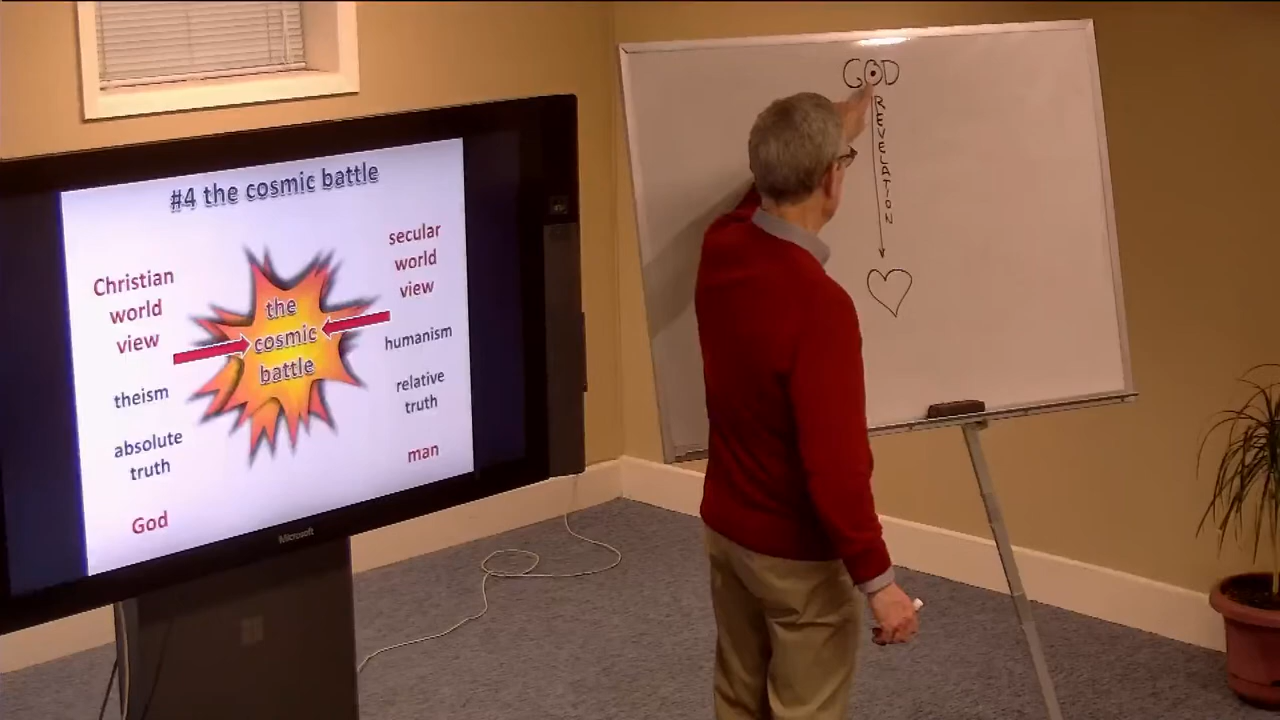 #4 the cosmic battle
Christian
world
view
theism
absolute
truth
God
the
cosmic
battle
secular
world
view
humanism
relative
truth
man
Microsoft
GOD
REVELATION